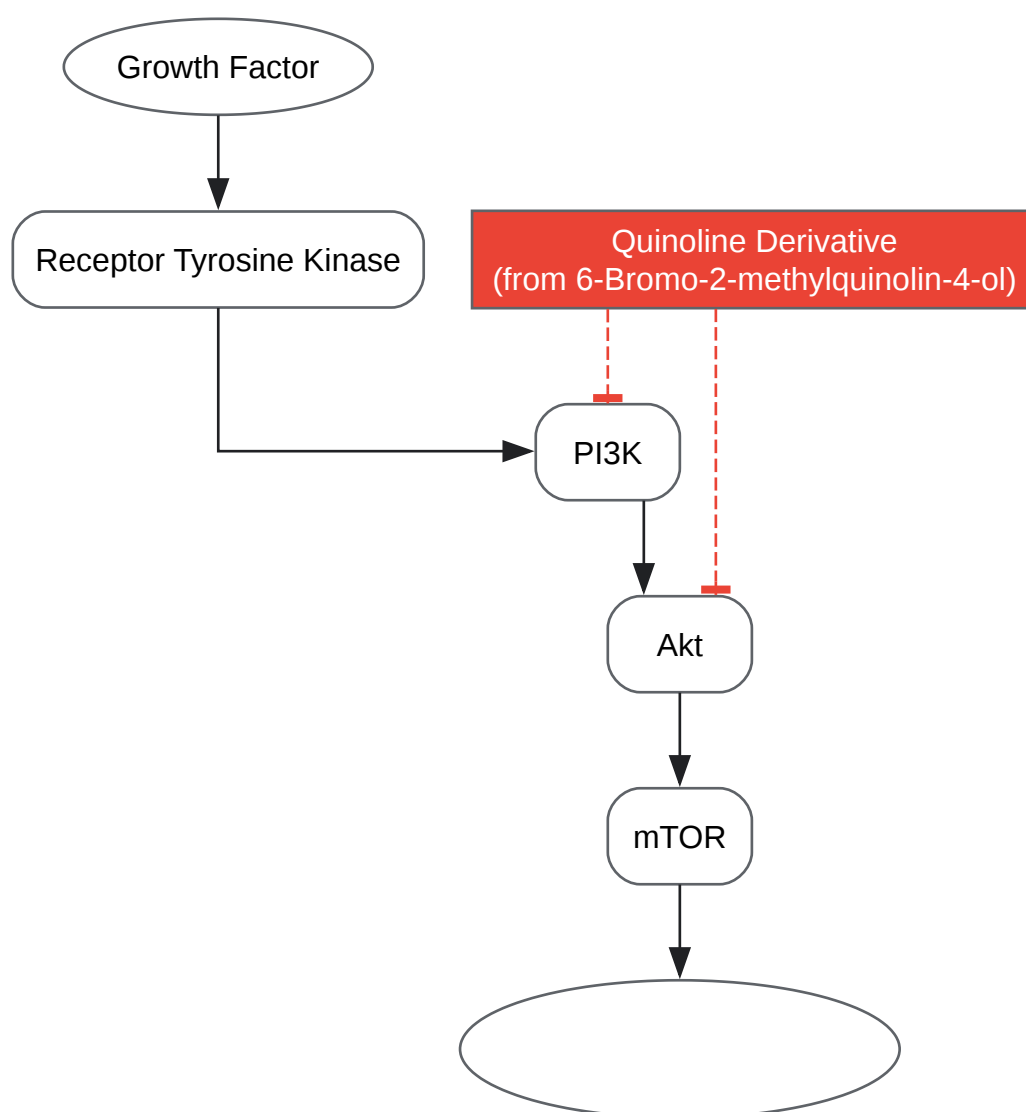 Growth Factor
Receptor Tyrosine Kinase
Quinoline Derivative
(from 6-Bromo-2-methylquinolin-4-ol)
PI3K
Akt
mTOR